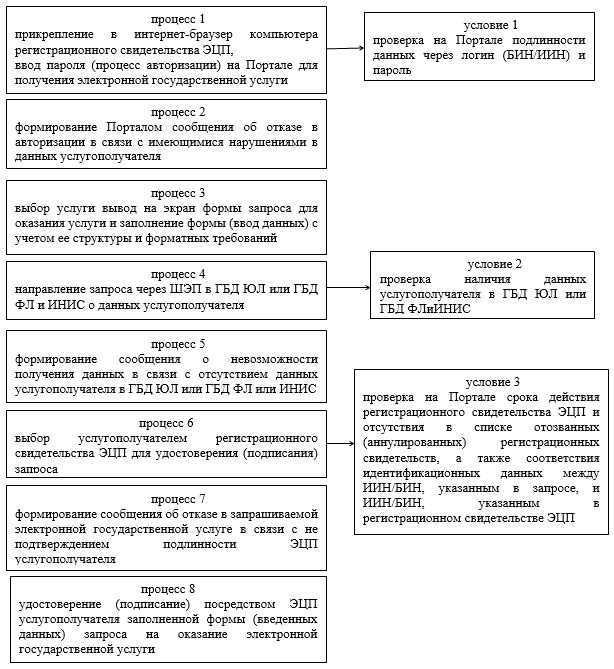 процесс 1
прикрепление в интернет-браузер компьютера
регистрационного свидетельства ЭЦП,
ввод пароля (процесс авторизации) на Портале для
получения электронной государственной услуги
условие 1
проверка на Портале подлинности
данных через логин (БИН/ИИН) и
пароль
процесс 2
формирование Порталом сообщения об отказе в
авторизации в связи с имеющимися нарушениями в
данных услугополучателя
процесс 3
выбор услуги вывод на экран формы запроса для
оказания услуги и заполнение формы (ввод данных) с
учетом ее структуры и форматных требований
процесс 4
направление запроса через ШЭП в ГБД ЮЛ или ГБД
ФЛ и ИНИС о данных услугополучателя
условие 2
проверка наличия данных
услугополучателя в ГБД ЮЛ или
ГБД ФЛиИНИС
процесс 5
формирование сообщения о невозможности
получения данных в связи с отсутствием данных
услугополучателя в ГБД ЮЛ или ГБД ФЛ или ИНИС
процесс 6
выбор услугополучателем регистрационного
свидетельства ЭЦП для удостоверения (подписания)
запроса
условие 3
проверка на Портале срока действия
регистрационного свидетельства ЭЦП и
отсутствия в списке отозванных
(аннулированных) регистрационных
свидетельств, а также соответствия
идентификационных данных между
ИИН/БИН, указанным в запросе, и
ИИН/БИН, указанным в
регистрационном свидетельстве ЭЦП
процесс 7
формирование сообщения об отказе в запрашиваемой
электронной государственной услуге в связи с не
подтверждением подлинности ЭЦП
услугополучателя
процесс 8
удостоверение (подписание) посредством ЭЦП
услугополучателя заполненной формы (введенных
данных) запроса на оказание электронной
государственной услуги